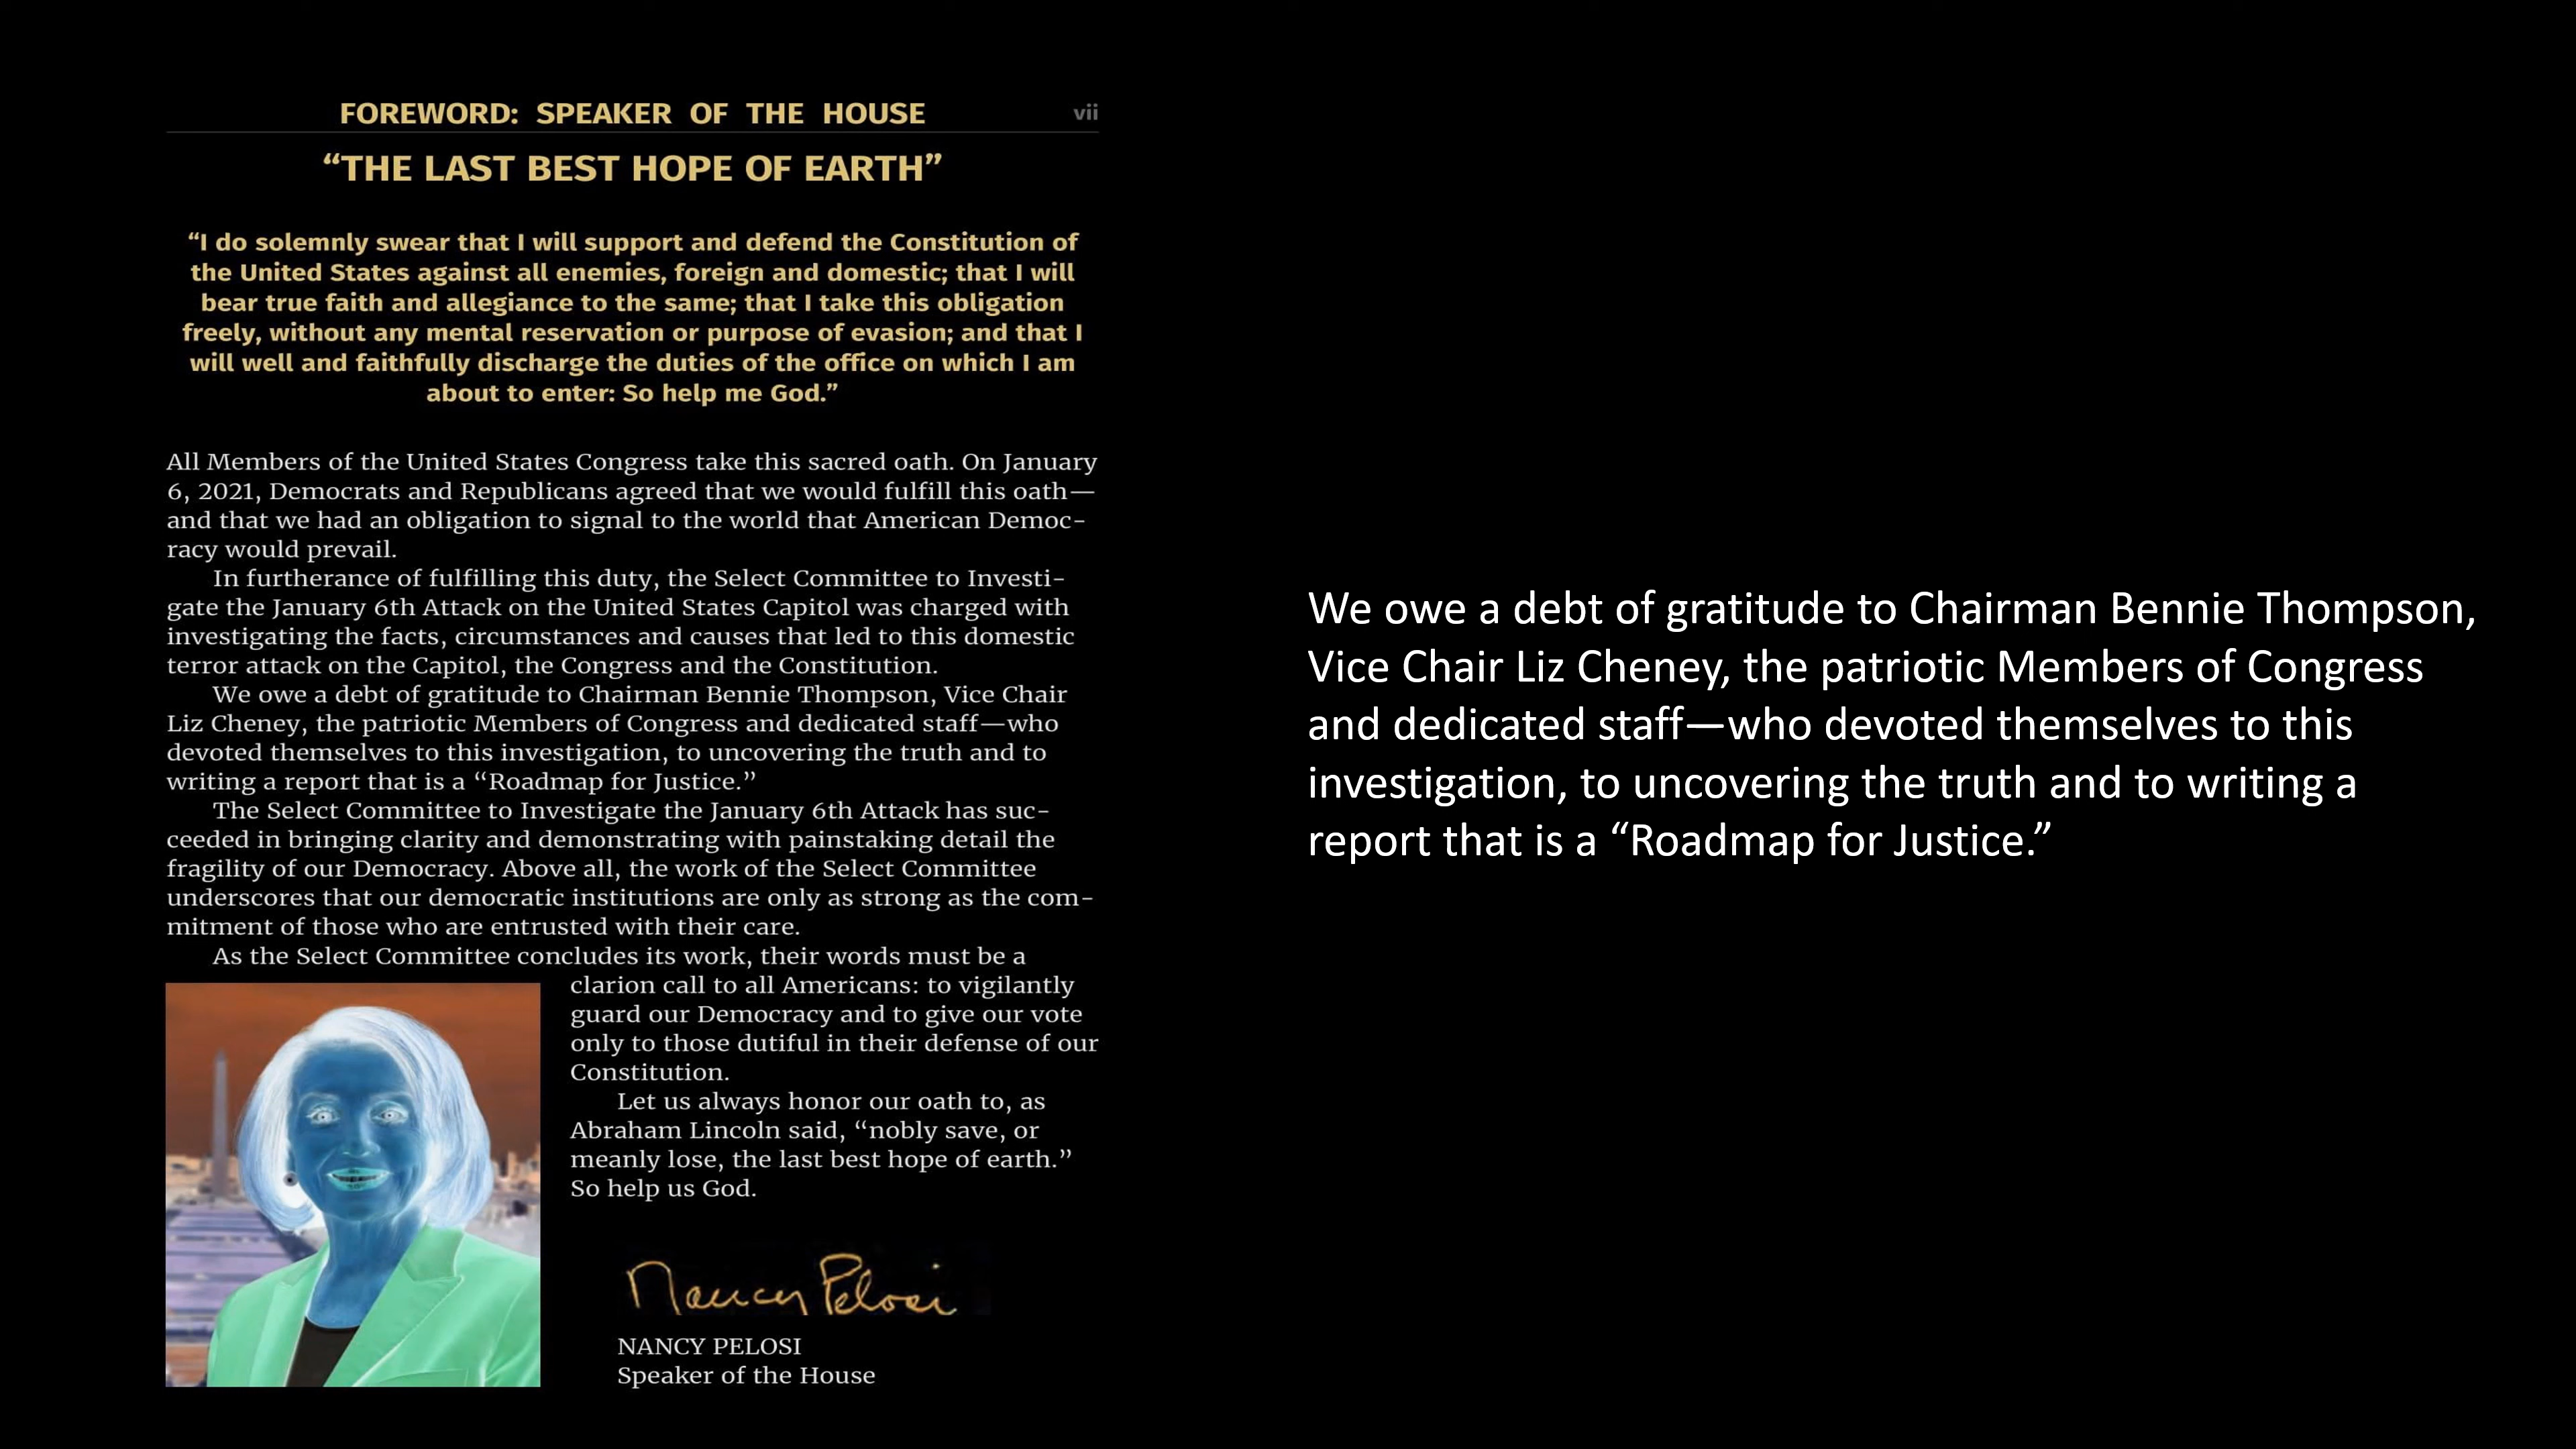 FOREWORD: SPEAKER OF THE HOUSE vii
“THE LAST BEST HOPE OF EARTH”
“I do solemnly swear that I will support and defend the Constitution of
the United States against all enemies, foreign and domestic; that I will
bear true faith and allegiance to the same; that I take this obligation
freely, without any mental reservation or purpose of evasion; and that I
will well and faithfully discharge the duties of the office on which I am
about to enter: So help me God.”
All Members of the United States Congress take this sacred oath. On January
6, 2021, Democrats and Republicans agreed that we would fulfill this oath—
and that we had an obligation to signal to the world that American Democ-
racy would prevail.
In furtherance of fulfilling this duty, the Select Committee to Investi-
gate the January 6th Attack on the United States Capitol was charged with
investigating the facts, circumstances and causes that led to this domestic
terror attack on the Capitol, the Congress and the Constitution.
We owe a debt of gratitude to Chairman Bennie Thompson, Vice Chair
Liz Cheney, the patriotic Members of Congress and dedicated staff—who
devoted themselves to this investigation, to uncovering the truth and to
writing a report that is a “Roadmap for Justice.”
The Select Committee to Investigate the January 6th Attack has suc-
ceeded in bringing clarity and demonstrating with painstaking detail the
fragility of our Democracy. Above all, the work of the Select Committee
underscores that our democratic institutions are only as strong as the com-
mitment of those who are entrusted with their care.
As the Select Committee concludes its work, their words must be a
clarion call to all Americans: to vigilantly
guard our Democracy and to give our vote
only to those dutiful in their defense of our
Constitution.
Let us always honor our oath to, as
Abraham Lincoln said, “nobly save, or
meanly lose, the last best hope of earth.”
So help us God.
Nancy Pelosi
NANCY PELOSI
Speaker of the House
We owe a debt of gratitude to Chairman Bennie Thompson,
Vice Chair Liz Cheney, the patriotic Members of Congress
and dedicated staff—who devoted themselves to this
investigation, to uncovering the truth and to writing a
report that is a “Roadmap for Justice.”